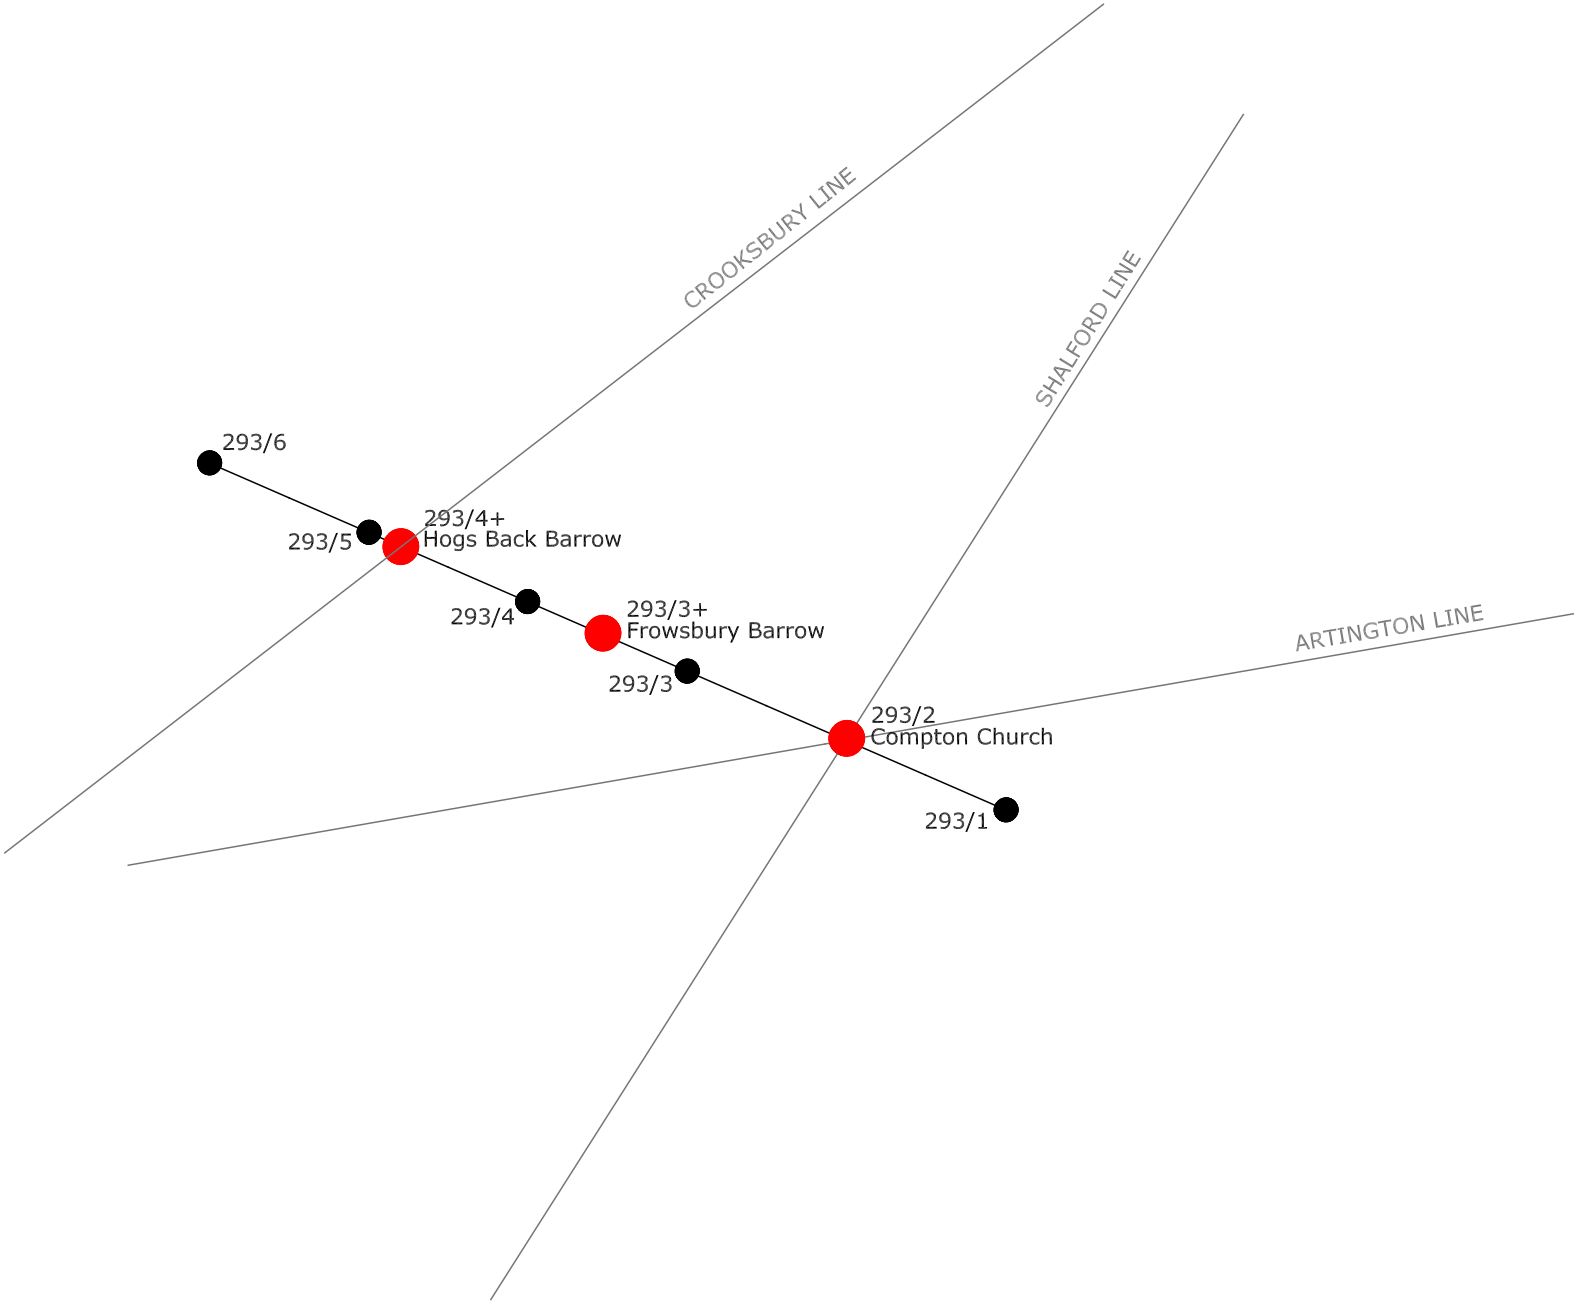 CROOKSBURY LINE
SHALFORD LINE
293/6
293/4+
Hogs Back Barrow
293/5
293/4
293/3+
Frowsbury Barrow
ARTINGTON LINE
293/3
293/2
Compton Church
293/1